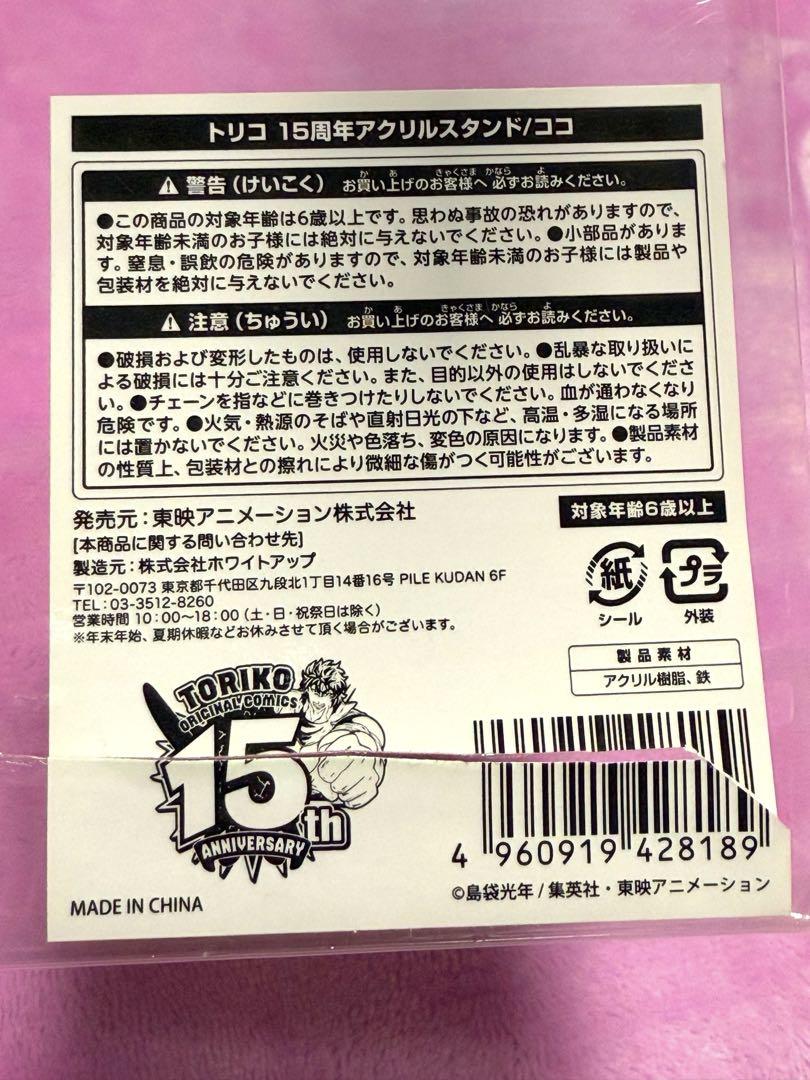 トリコ 15周年アクリルスタンド/ココ
警告(けいこく) お買い上げのお客様へ 必ずお読みください。
●この商品の対象年齢は6歳以上です。思わぬ事故の恐れがありますので、
対象年齢未満のお子様には絶対に与えないでください。●小部品がありま
す。窒息・誤飲の危険がありますので、対象年齢未満のお子様には製品や
包装材を絶対に与えないでください。
注意(ちゅうい) お買い上げのお客様へ 必ずお読みください。
●破損および変形したものは、使用しないでください。●乱暴な取り扱いに
よる破損には十分ご注意ください。また、目的以外の使用はしないでくださ
い。●チェーンを指などに巻きつけたりしないでください。血が通わなくなり
危険です。●火気・熱源のそばや直射日光の下など、高温・多湿になる場所
には置かないでください。火災や色落ち、変色の原因になります。●製品素材
の性質上、包装材との擦れにより微細な傷がつく可能性がございます。
発売元:東映アニメーション株式会社
[本商品に関する問い合わせ先]
製造元:株式会社ホワイトアップ
〒102-0073 東京都千代田区九段北1丁目14番16号 PILE KUDAN 6F
TEL:03-3512-8260
営業時間 10:00〜18:00 (土・日・祝祭日は除く)
※年末年始、夏期休暇などお休みさせて頂く場合がございます。
対象年齢6歳以上
紙
シール
プラ
外装
製品素材
アクリル樹脂、鉄
TORIKO
ORIGINAL COMICS
15th
ANNIVERSARY
4 960919 428189
©島袋光年/集英社・東映アニメーション
MADE IN CHINA